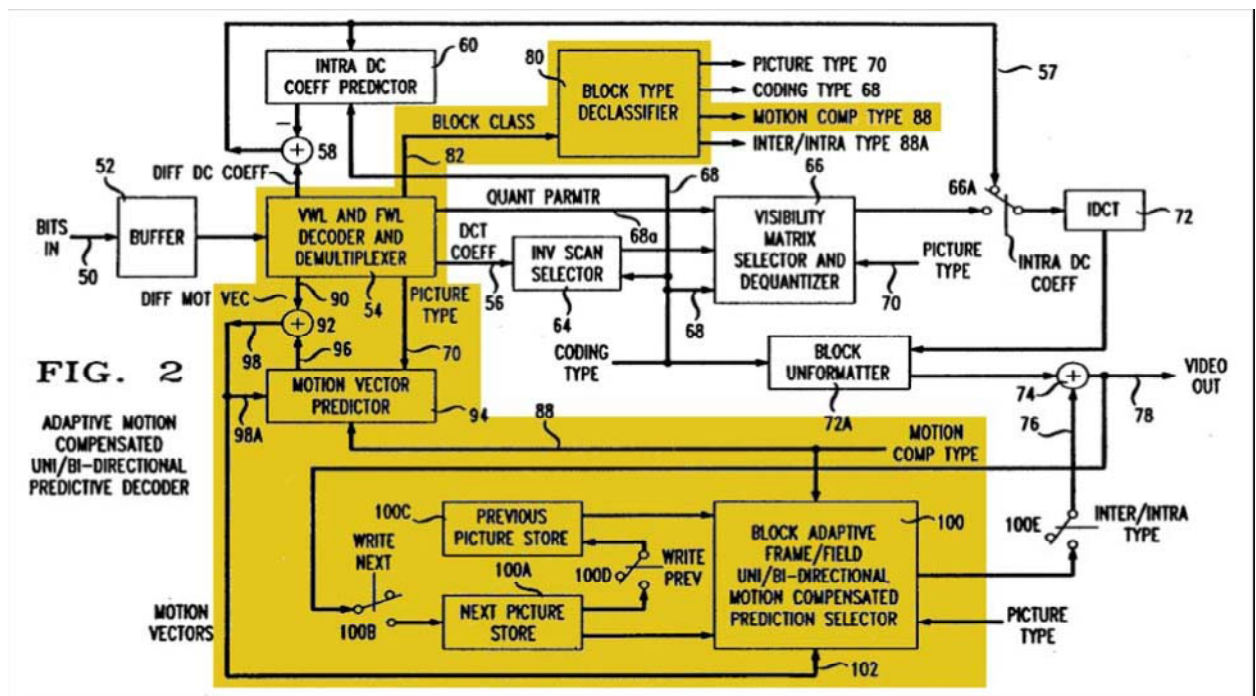 60
INTRA DC
COEFF PREDICTOR
80
BLOCK TYPE
DECLASSIFIER
PICTURE TYPE 70
CODING TYPE 68
MOTION COMP TYPE 88
INTER/INTRA TYPE 88A
57
BLOCK CLASS
82
−
+
58
DIFF DC COEFF
52
BITS
IN
50
BUFFER
VWL AND FWL
DECODER AND
DEMULTIPLEXER
54
QUANT PARMTR
68a
DCT
COEFF
56
INV SCAN
SELECTOR
64
68
66
VISIBILITY
MATRIX
SELECTOR AND
DEQUANTIZER
68
66A
IDCT
72
PICTURE
TYPE
70
INTRA DC
COEFF
DIFF MOT VEC
90
+
92
98
96
PICTURE
TYPE
70
CODING
TYPE
BLOCK
UNFORMATTER
72A
+
74
76
78
VIDEO
OUT
FIG. 2
ADAPTIVE MOTION
COMPENSATED
UNI/BI-DIRECTIONAL
PREDICTIVE DECODER
MOTION VECTOR
PREDICTOR
94
98A
88
MOTION
COMP TYPE
100C
PREVIOUS
PICTURE STORE
100D
WRITE
PREV
WRITE
NEXT
100B
100A
NEXT PICTURE
STORE
100
BLOCK ADAPTIVE
FRAME/FIELD
UNI/BI-DIRECTIONAL
MOTION COMPENSATED
PREDICTION SELECTOR
100E
INTER/INTRA
TYPE
PICTURE
TYPE
MOTION
VECTORS
102